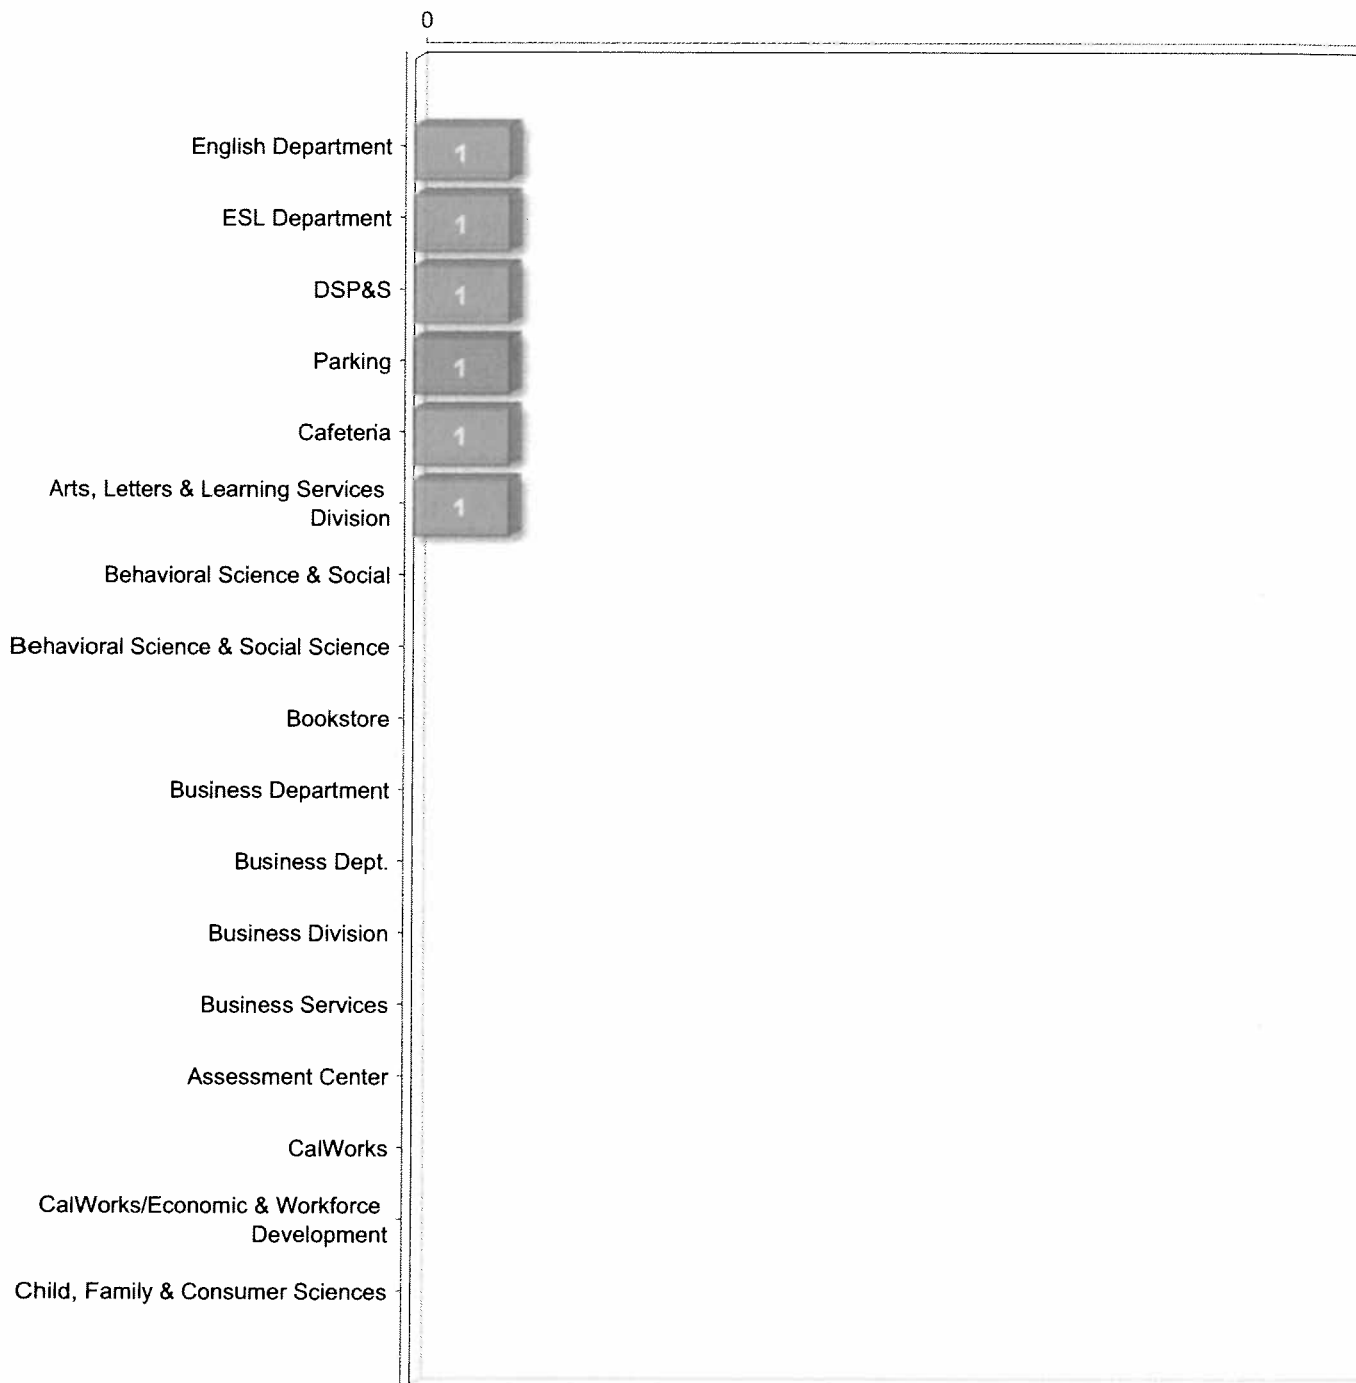 0
English Department
1
ESL Department
1
DSP&S
1
Parking
1
Cafeteria
1
Arts, Letters & Learning Services
Division
1
Behavioral Science & Social
Behavioral Science & Social Science
Bookstore
Business Department
Business Dept.
Business Division
Business Services
Assessment Center
CalWorks
CalWorks/Economic & Workforce
Development
Child, Family & Consumer Sciences